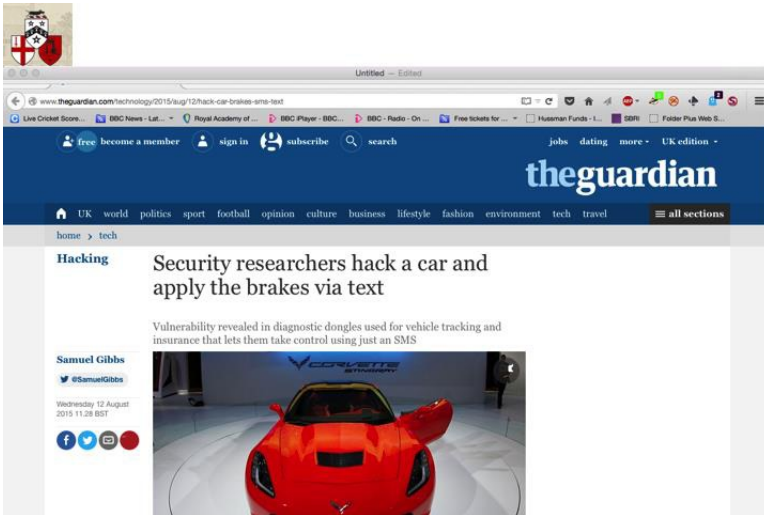 Untitled — Edited
www.theguardian.com/technology/2015/aug/12/hack-car-brakes-sms-text
Live Cricket Score... BBC News - Lat... Royal Academy of ... BBC iPlayer - BBC... BBC - Radio - On ... Free tickets for ... Hussman Funds - I... SBRI Folder Plus Web S...
free become a member sign in subscribe search jobs dating more UK edition
theguardian
UK world politics sport football opinion culture business lifestyle fashion environment tech travel all sections
home > tech
Hacking
Security researchers hack a car and
apply the brakes via text
Vulnerability revealed in diagnostic dongles used for vehicle tracking and
insurance that lets them take control using just an SMS
Samuel Gibbs
@SamuelGibbs
Wednesday 12 August
2015 11.28 BST
CORVETTE
STINGRAY